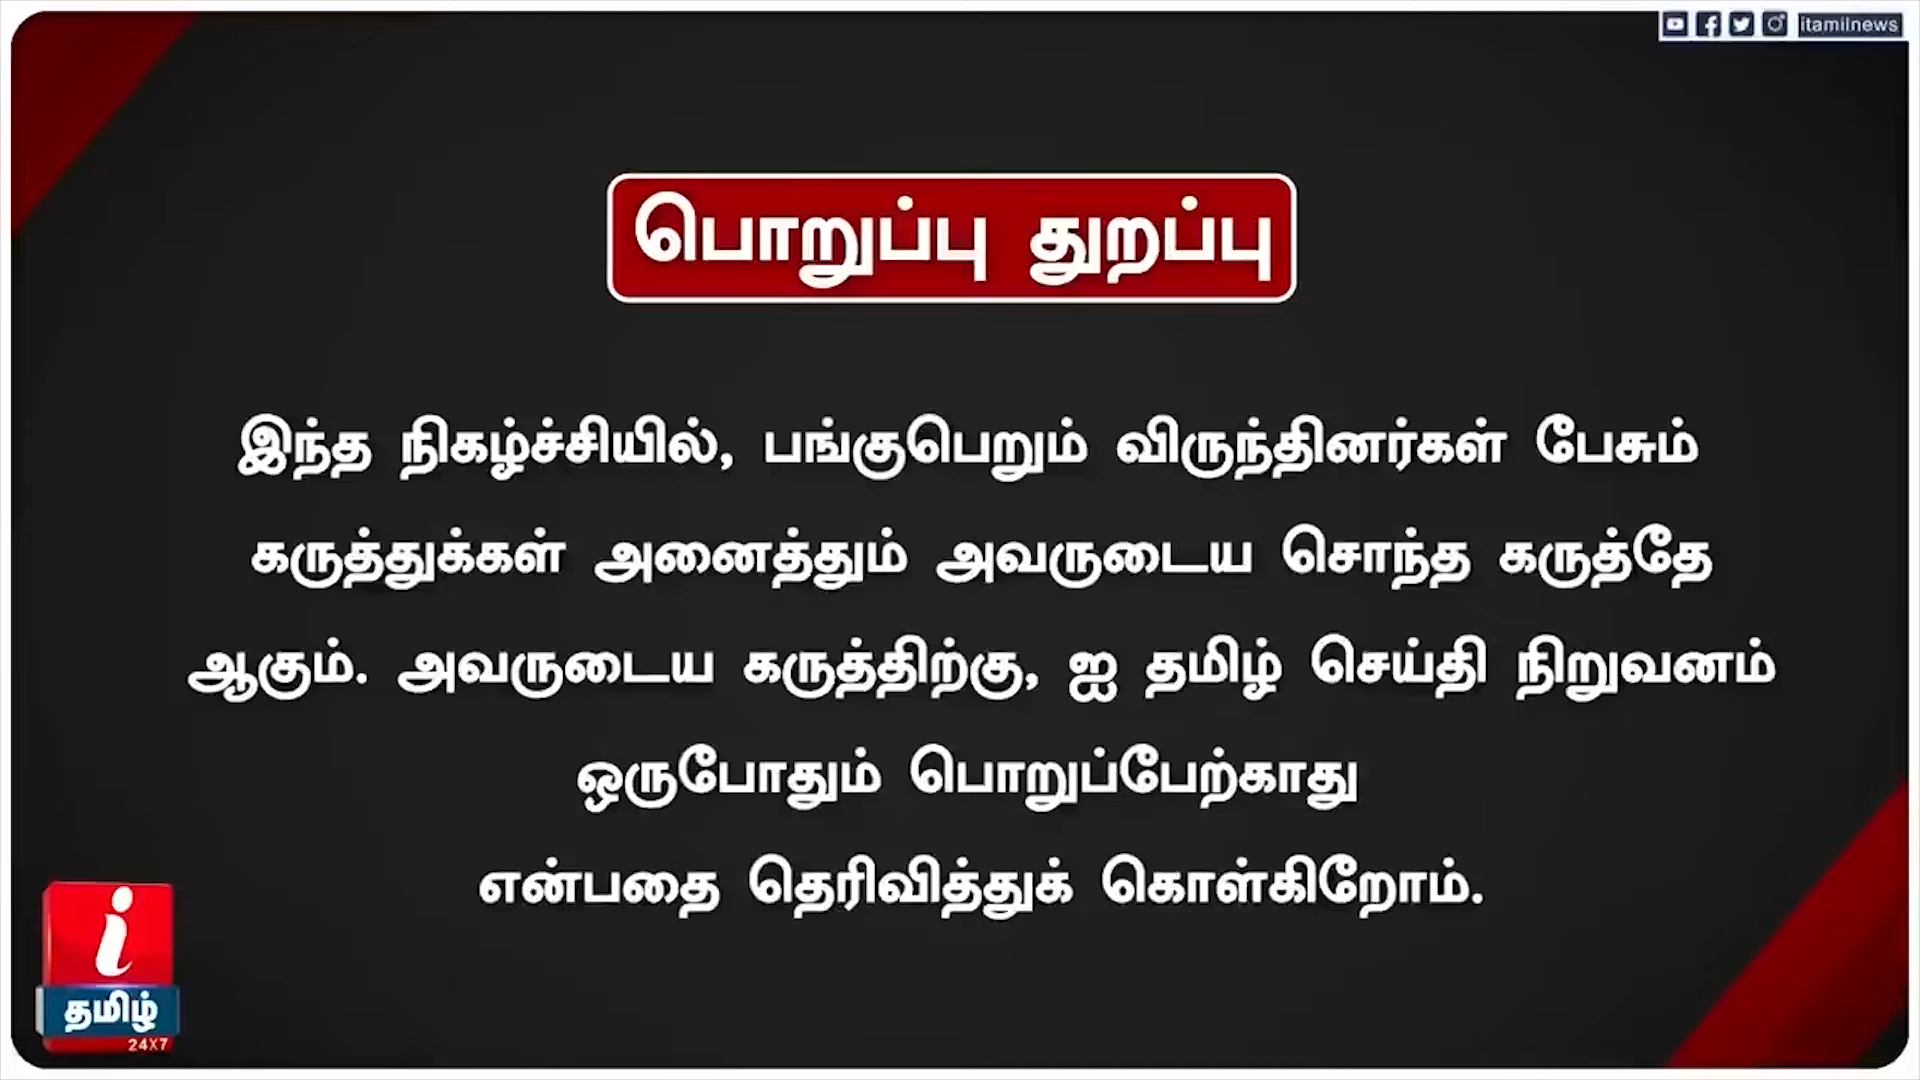 itamilnews
பொறுப்பு துறப்பு
இந்த நிகழ்ச்சியில், பங்குபெறும் விருந்தினர்கள் பேசும்
கருத்துக்கள் அனைத்தும் அவருடைய சொந்த கருத்தே
ஆகும். அவருடைய கருத்திற்கு, ஐ தமிழ் செய்தி நிறுவனம்
ஒருபோதும் பொறுப்பேற்காது
என்பதை தெரிவித்துக் கொள்கிறோம்.
i
தமிழ்
24X7